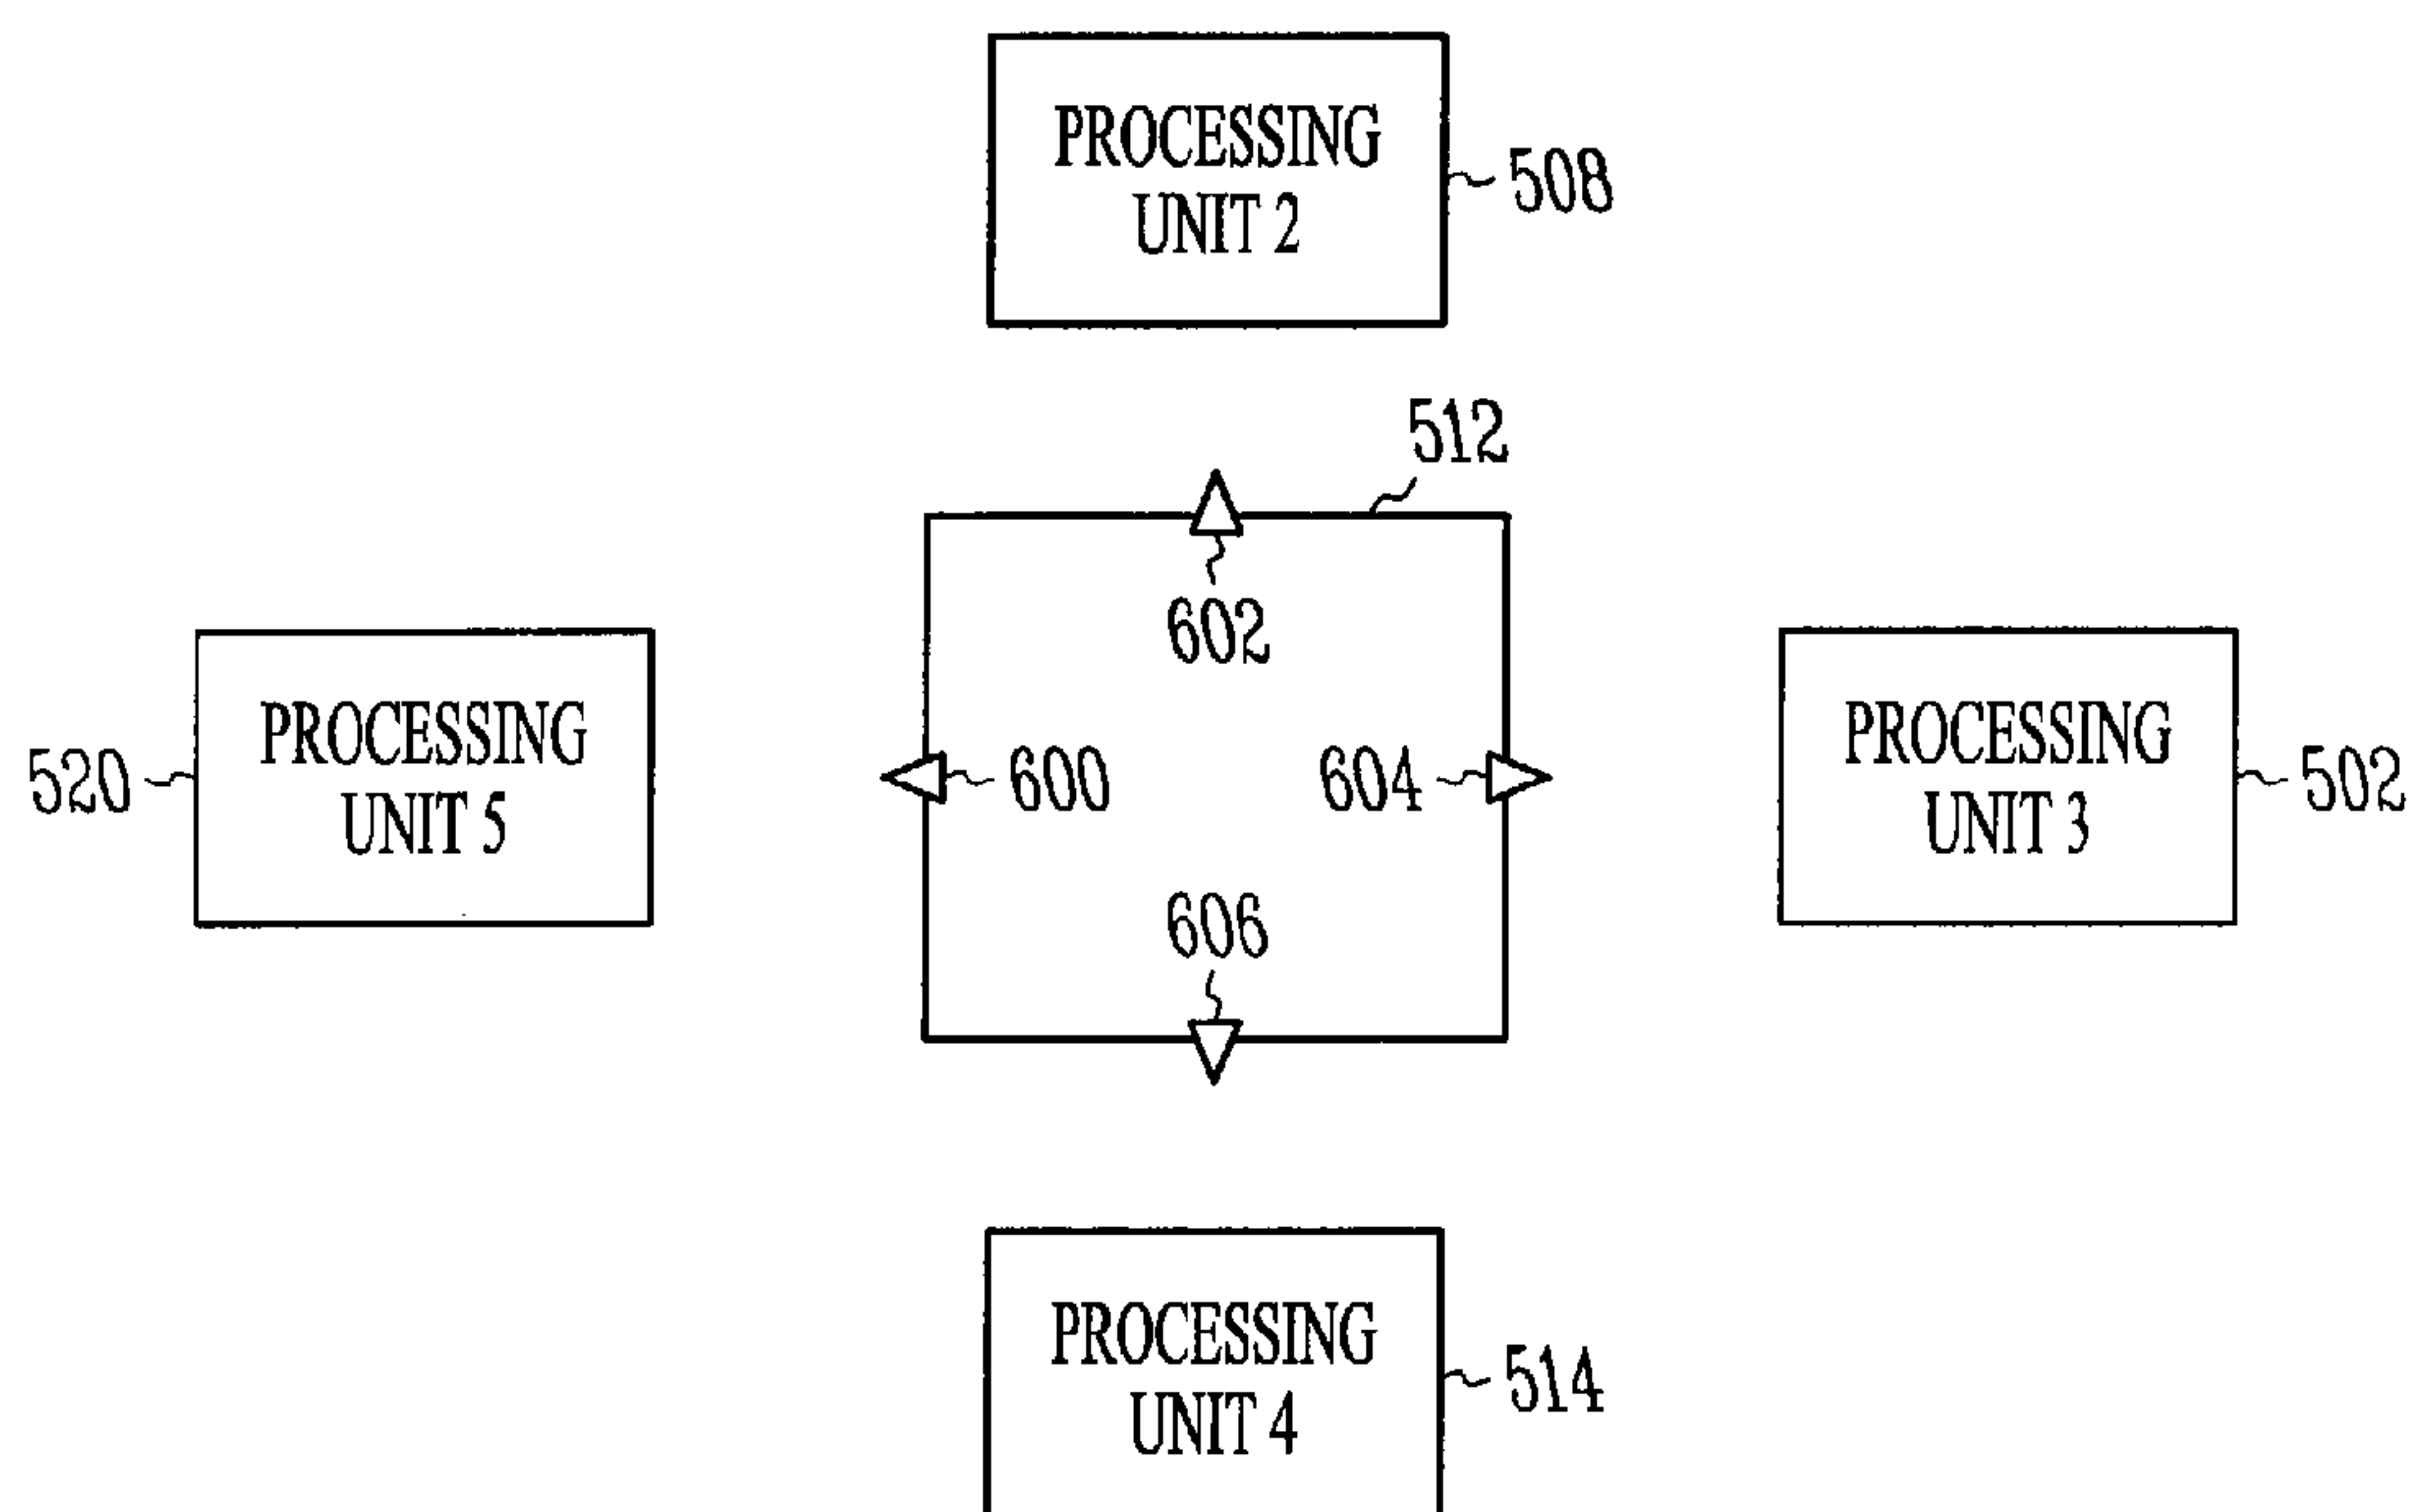 PROCESSING
UNIT 2
508
512
602
PROCESSING
UNIT 5
520
600
604
PROCESSING
UNIT 3
502
606
PROCESSING
UNIT 4
514